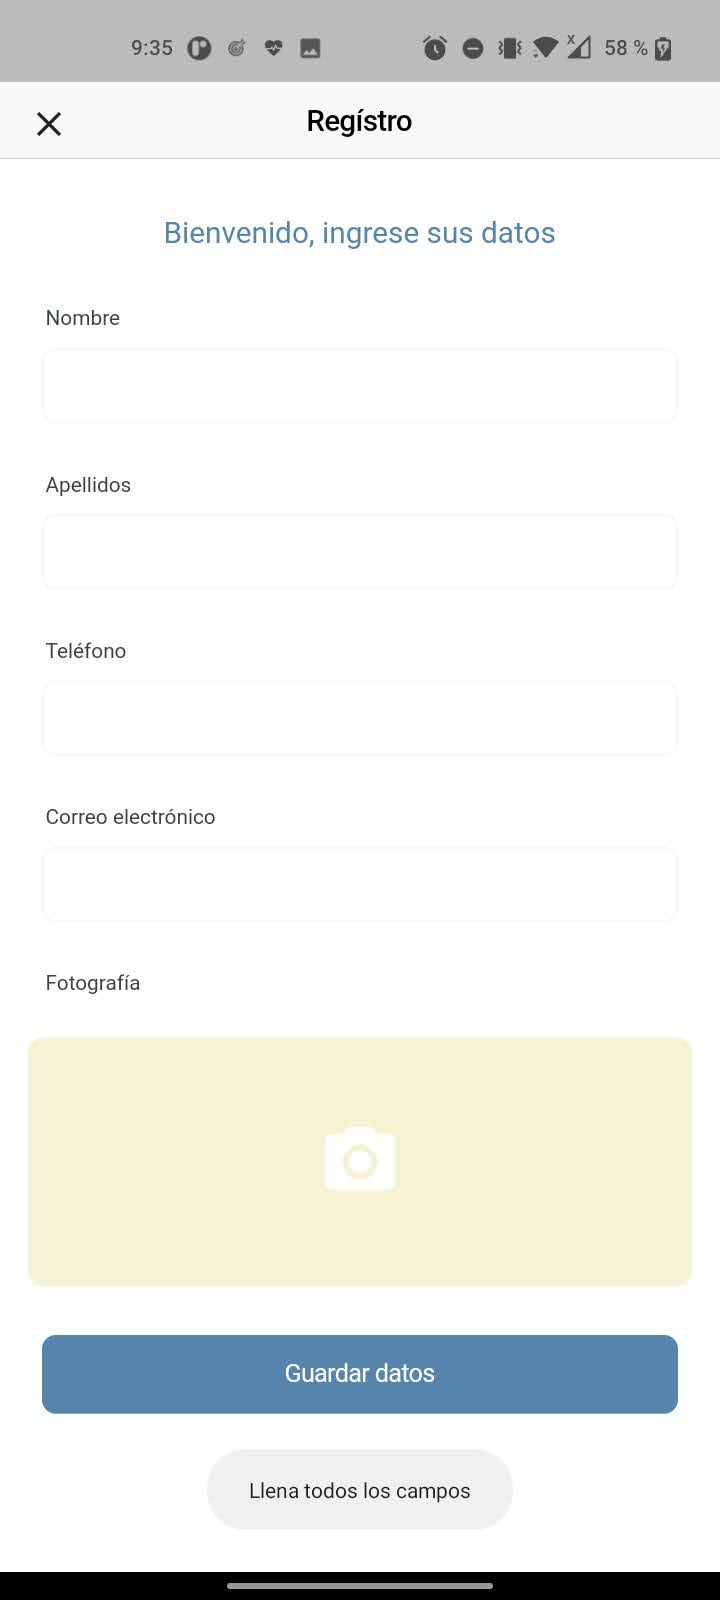 9:35
58 %
Regístro
Bienvenido, ingrese sus datos
Nombre
Apellidos
Teléfono
Correo electrónico
Fotografía
Guardar datos
Llena todos los campos